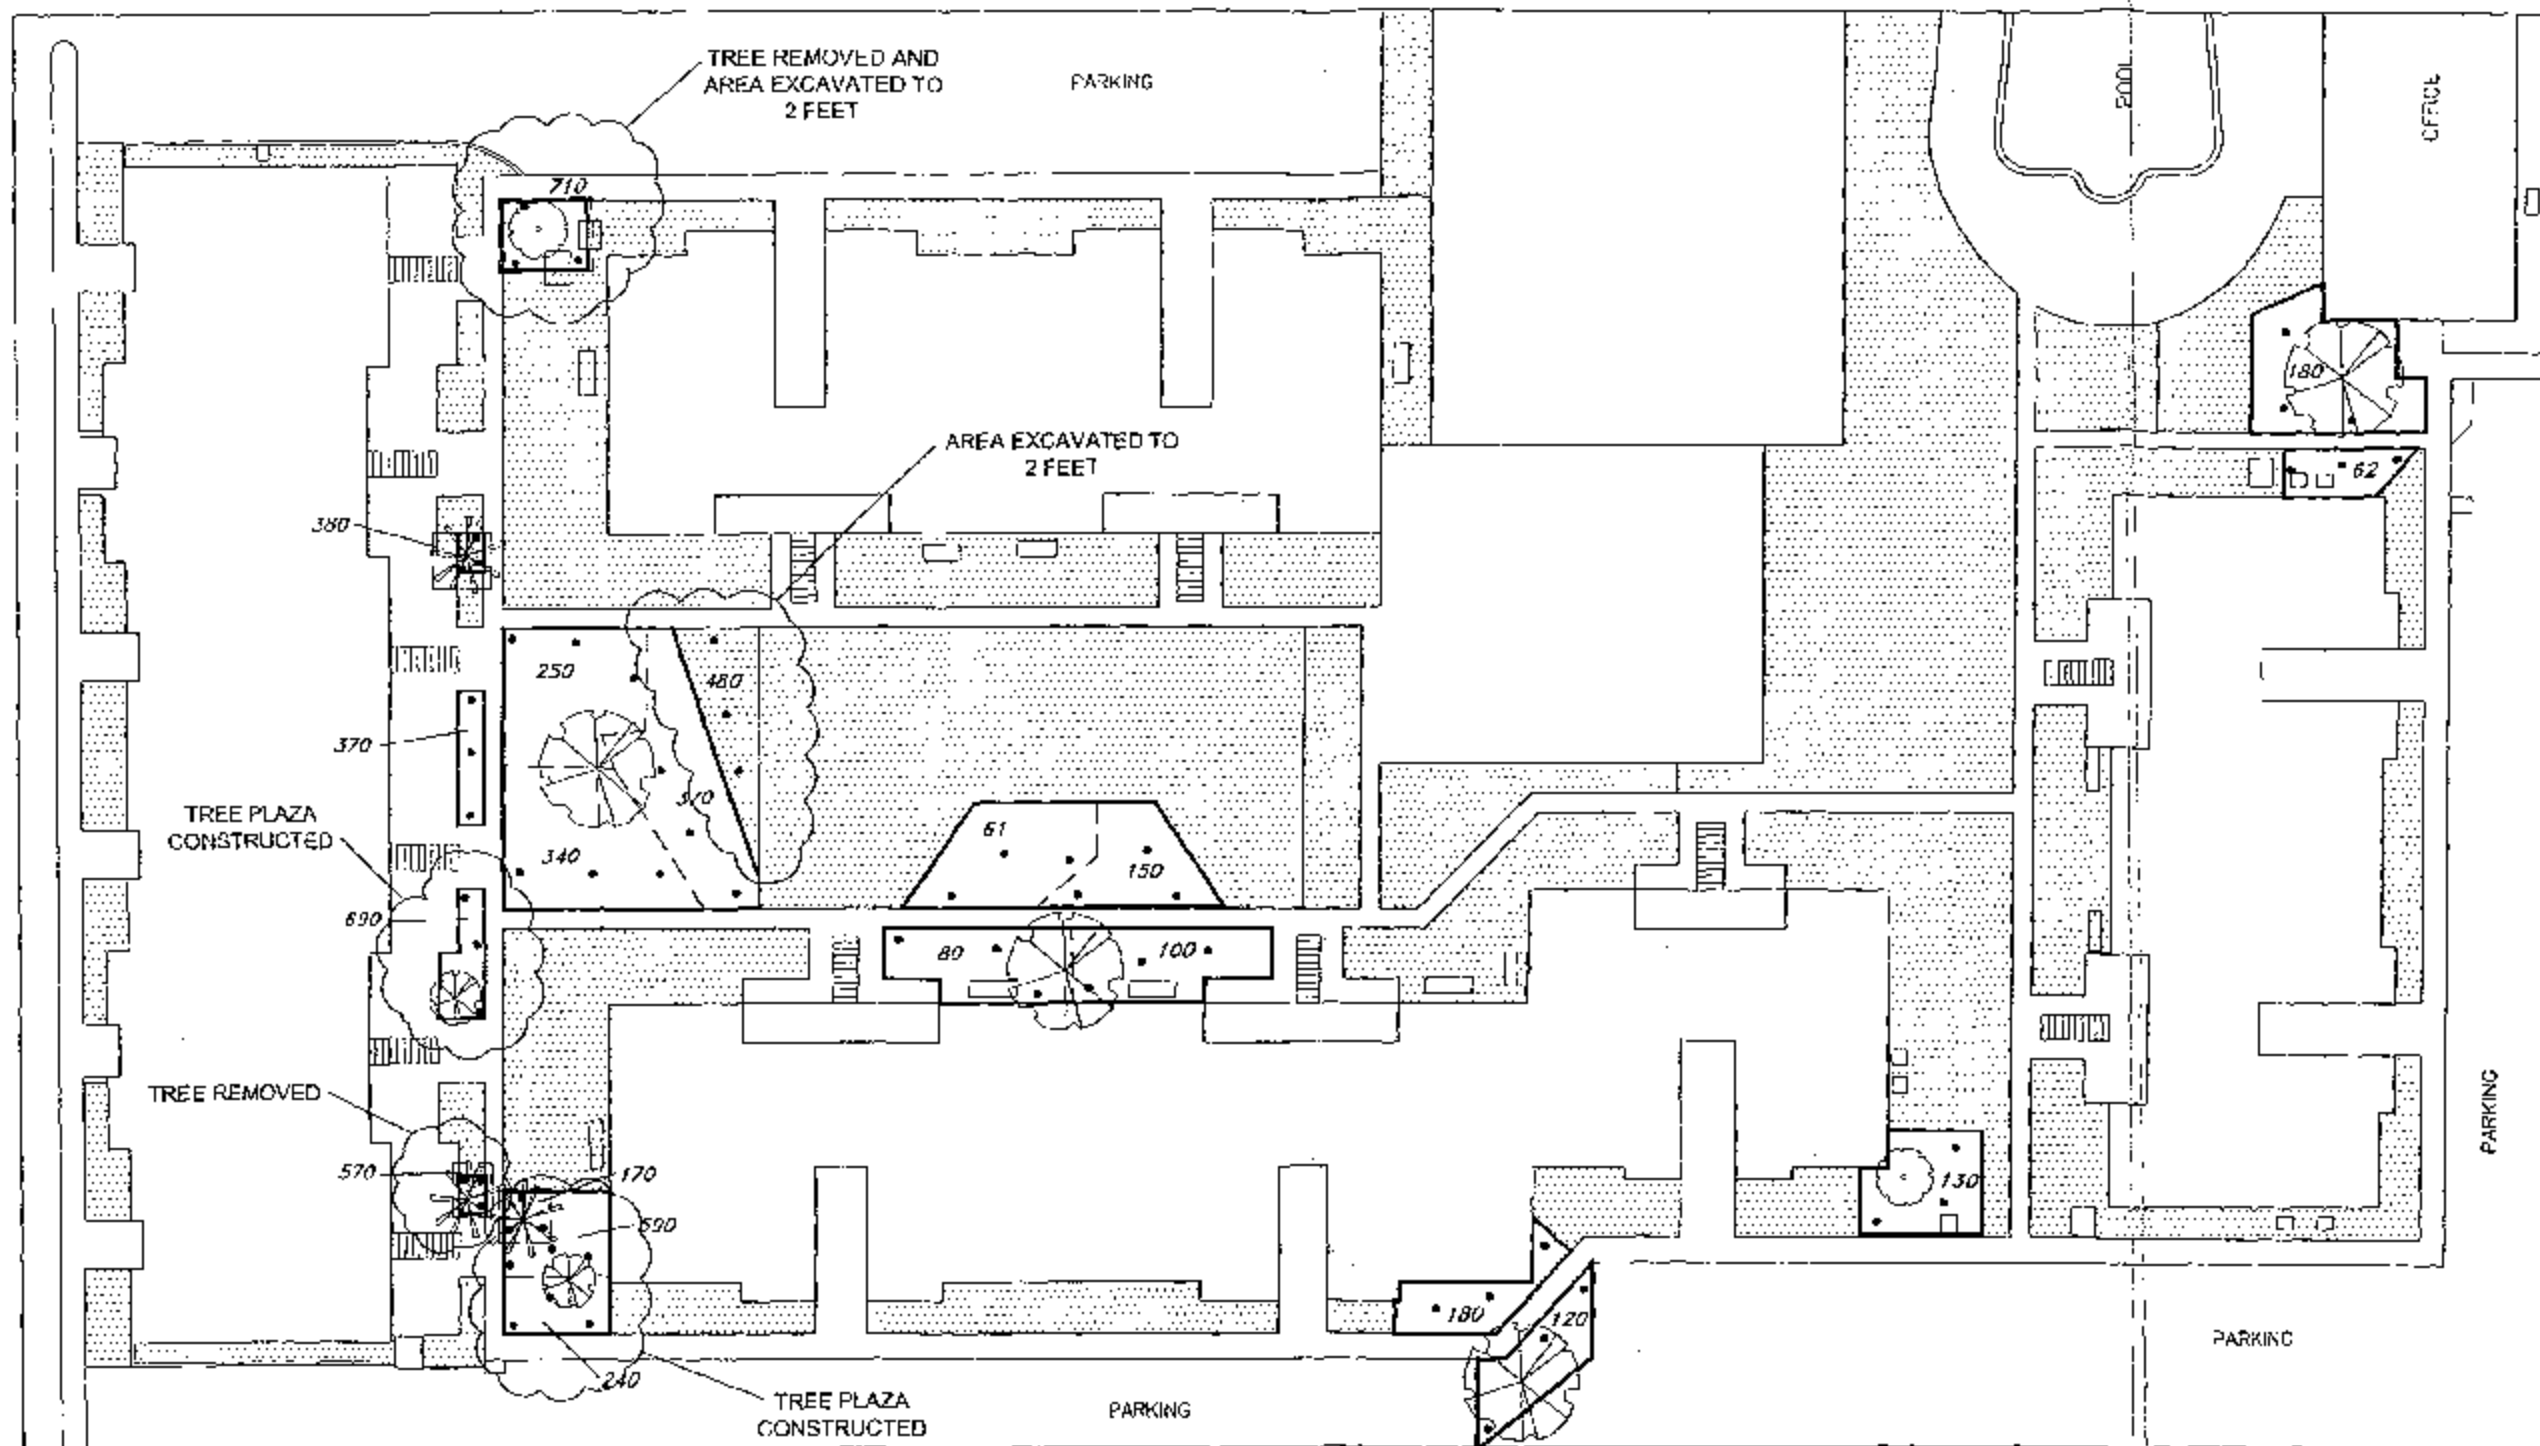 TREE REMOVED AND
AREA EXCAVATED TO
2 FEET
PARKING
POOL
OFFICE
710
180
AREA EXCAVATED TO
2 FEET
62
380
250
480
370
TREE PLAZA
CONSTRUCTED
340
61
150
690
80
100
TREE REMOVED
PARKING
570
170
130
240
180
120
PARKING
TREE PLAZA
CONSTRUCTED
PARKING